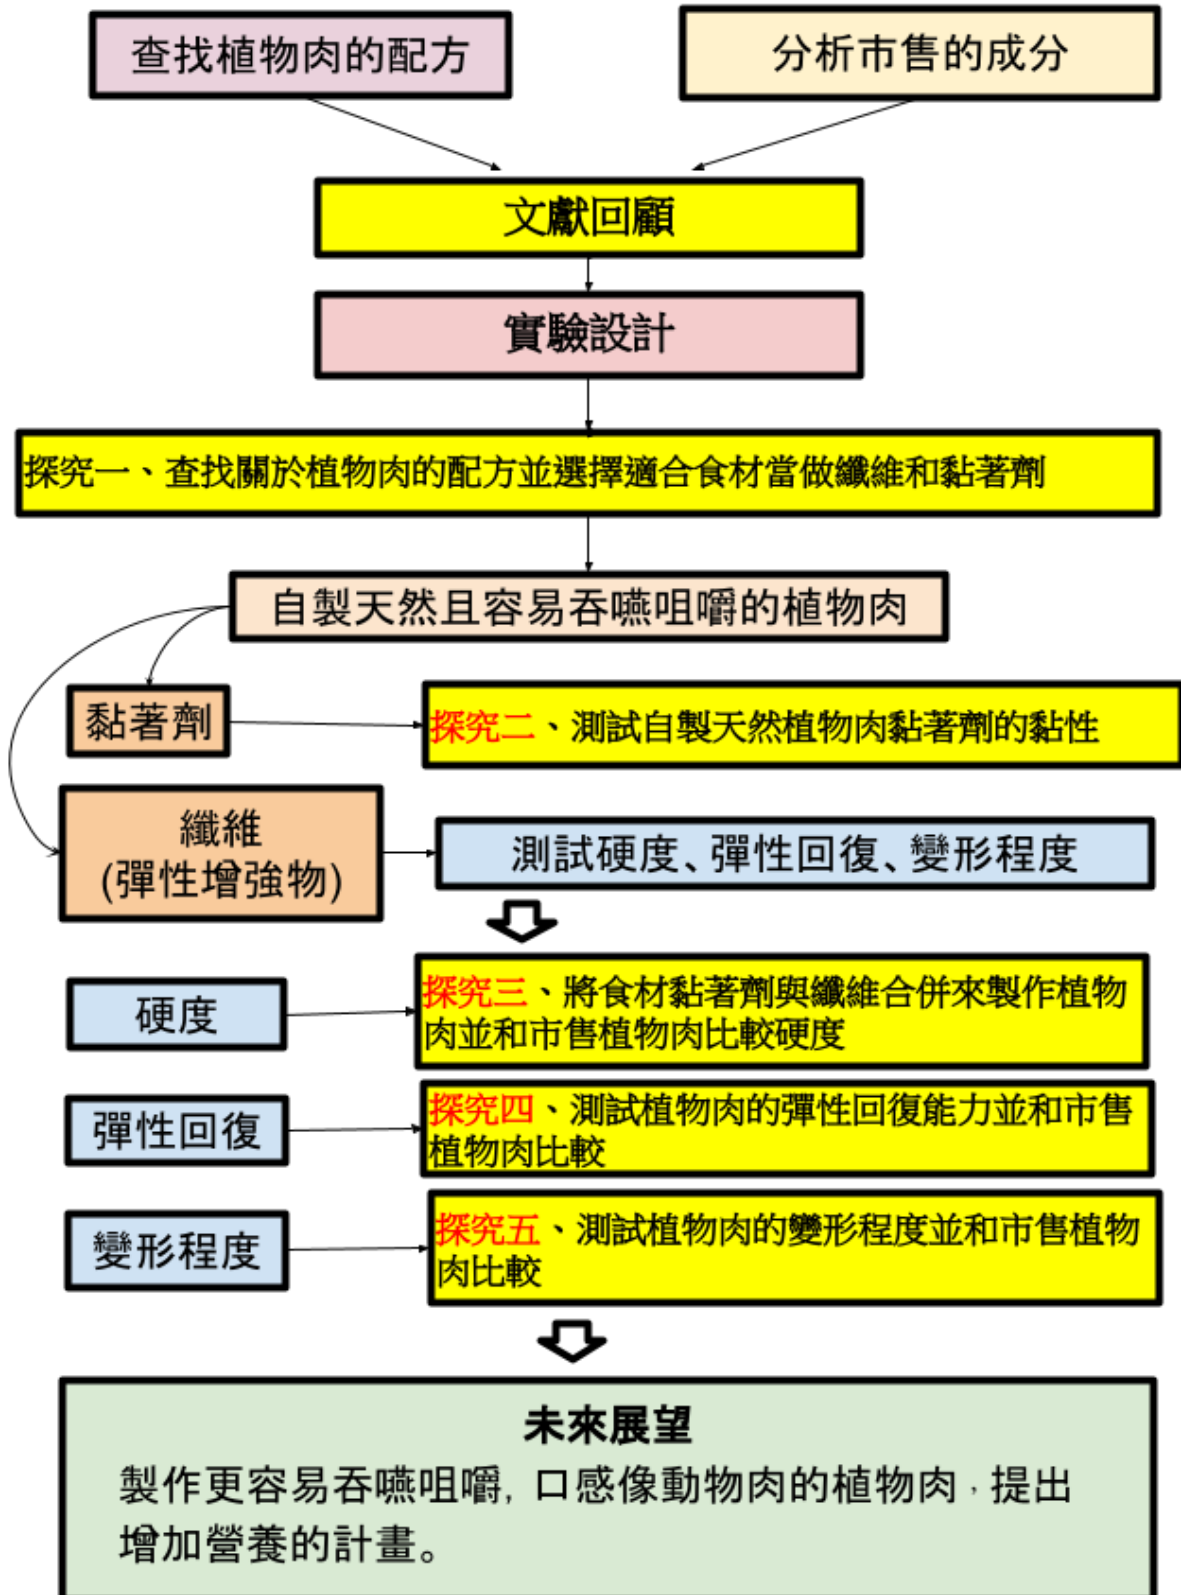 查找植物肉的配方
分析市售的成分
文獻回顧
實驗設計
探究一、查找關於植物肉的配方並選擇適合食材當做纖維和黏著劑
自製天然且容易吞嚥咀嚼的植物肉
黏著劑
探究二、測試自製天然植物肉黏著劑的黏性
纖維
(彈性增強物)
測試硬度、彈性回復、變形程度
硬度
探究三、將食材黏著劑與纖維合併來製作植物
肉並和市售植物肉比較硬度
彈性回復
探究四、測試植物肉的彈性回復能力並和市售
植物肉比較
變形程度
探究五、測試植物肉的變形程度並和市售植物
肉比較
未來展望
製作更容易吞嚥咀嚼, 口感像動物肉的植物肉，提出
增加營養的計畫。